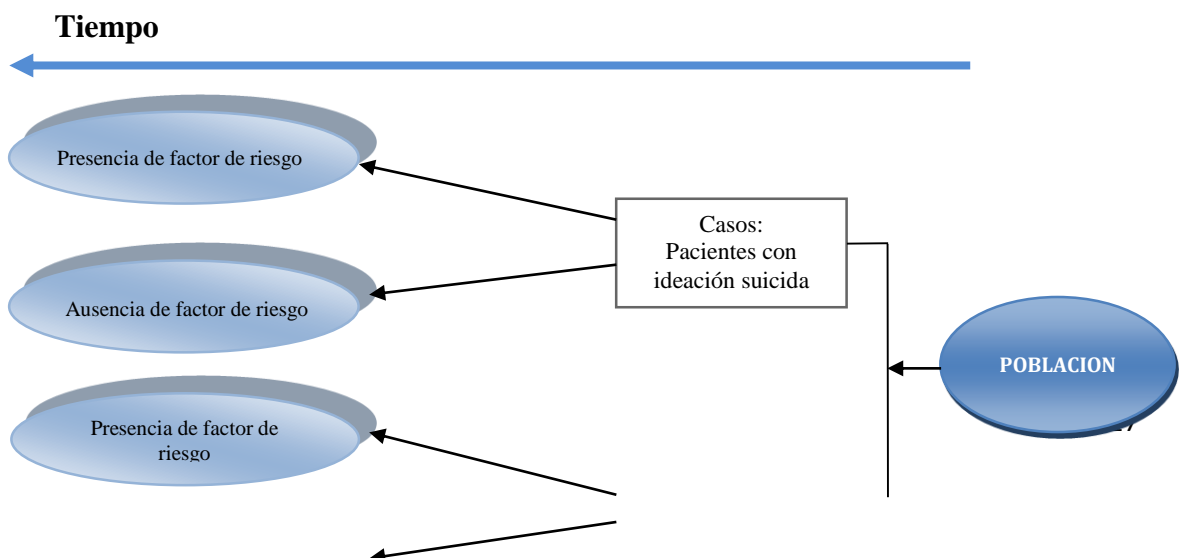 Tiempo
Presencia de factor de riesgo
Casos:
Pacientes con
ideación suicida
Ausencia de factor de riesgo
POBLACION
Presencia de factor de
riesgo